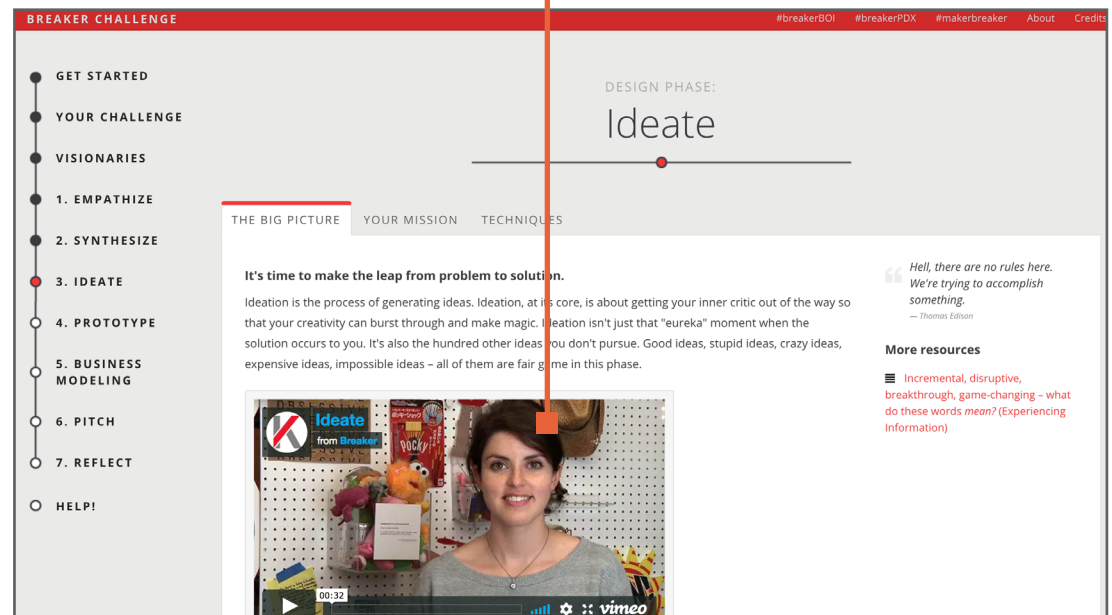 BREAKER CHALLENGE
#breakerBOI #breakerPDX #makerbreaker About Credits
GET STARTED
YOUR CHALLENGE
VISIONARIES
1. EMPATHIZE
2. SYNTHESIZE
3. IDEATE
4. PROTOTYPE
5. BUSINESS
MODELING
6. PITCH
7. REFLECT
HELP!
DESIGN PHASE:
Ideate
THE BIG PICTURE YOUR MISSION TECHNIQUES
It's time to make the leap from problem to solution.
Ideation is the process of generating ideas. Ideation, at its core, is about getting your inner critic out of the way so
that your creativity can burst through and make magic. Ideation isn't just that "eureka" moment when the
solution occurs to you. It's also the hundred other ideas you don't pursue. Good ideas, stupid ideas, crazy ideas,
expensive ideas, impossible ideas – all of them are fair game in this phase.
Ideate
from Breaker
POCKY
00:32
vimeo
Hell, there are no rules here.
We're trying to accomplish
something.
— Thomas Edison
More resources
Incremental, disruptive,
breakthrough, game-changing – what
do these words mean? (Experiencing
Information)